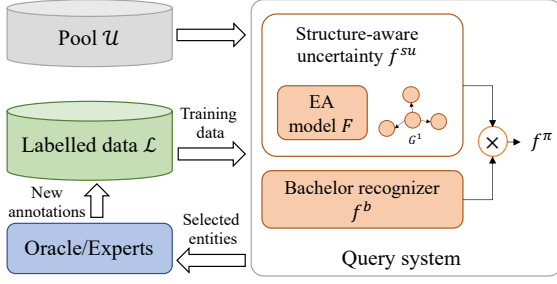 Pool 𝒰
Structure-aware
uncertainty f^{su}
EA
model F
G^1
Training
data
Labelled data ℒ
×
f^π
New
annotations
Bachelor recognizer
f^b
Selected
entities
Oracle/Experts
Query system